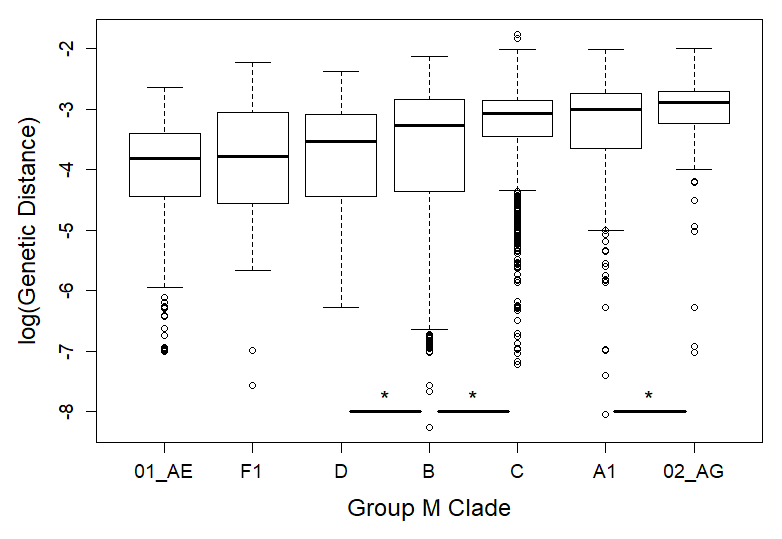 log(Genetic Distance)
-2
-3
-4
-5
-6
-7
-8
* * *
01_AE F1 D B C A1 02_AG
Group M Clade